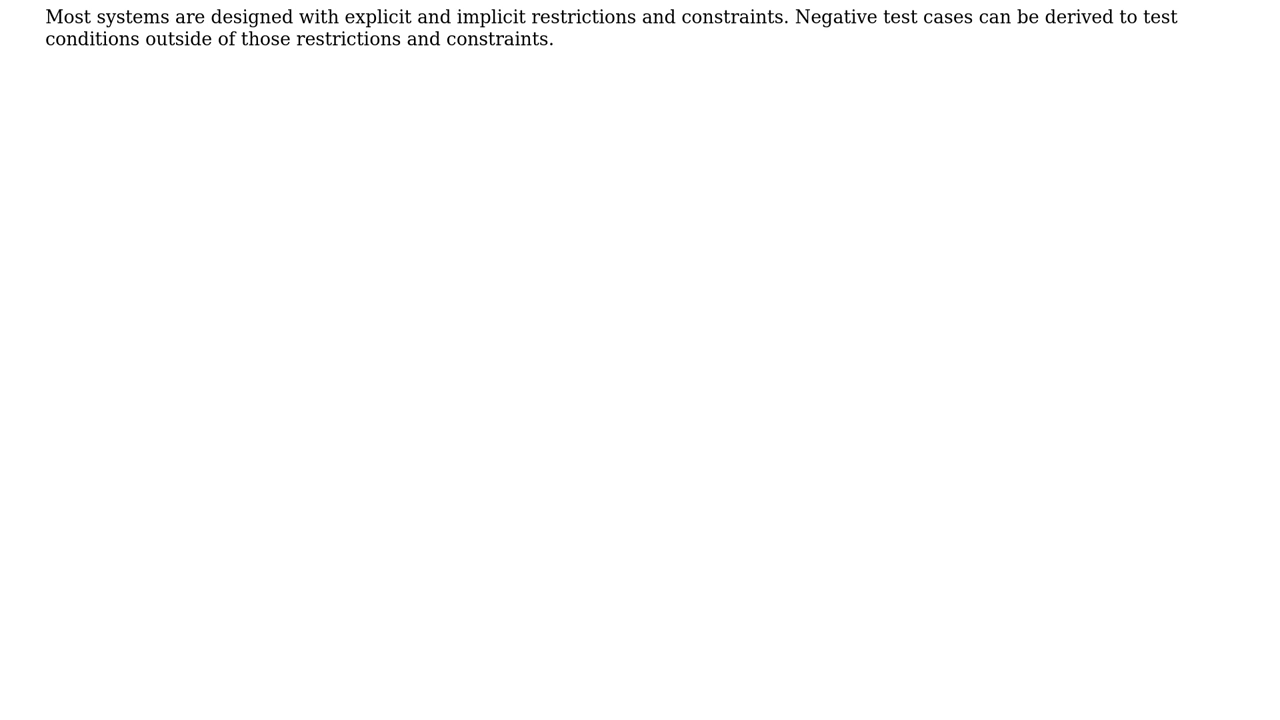 Most systems are designed with explicit and implicit restrictions and constraints. Negative test cases can be derived to test
conditions outside of those restrictions and constraints.